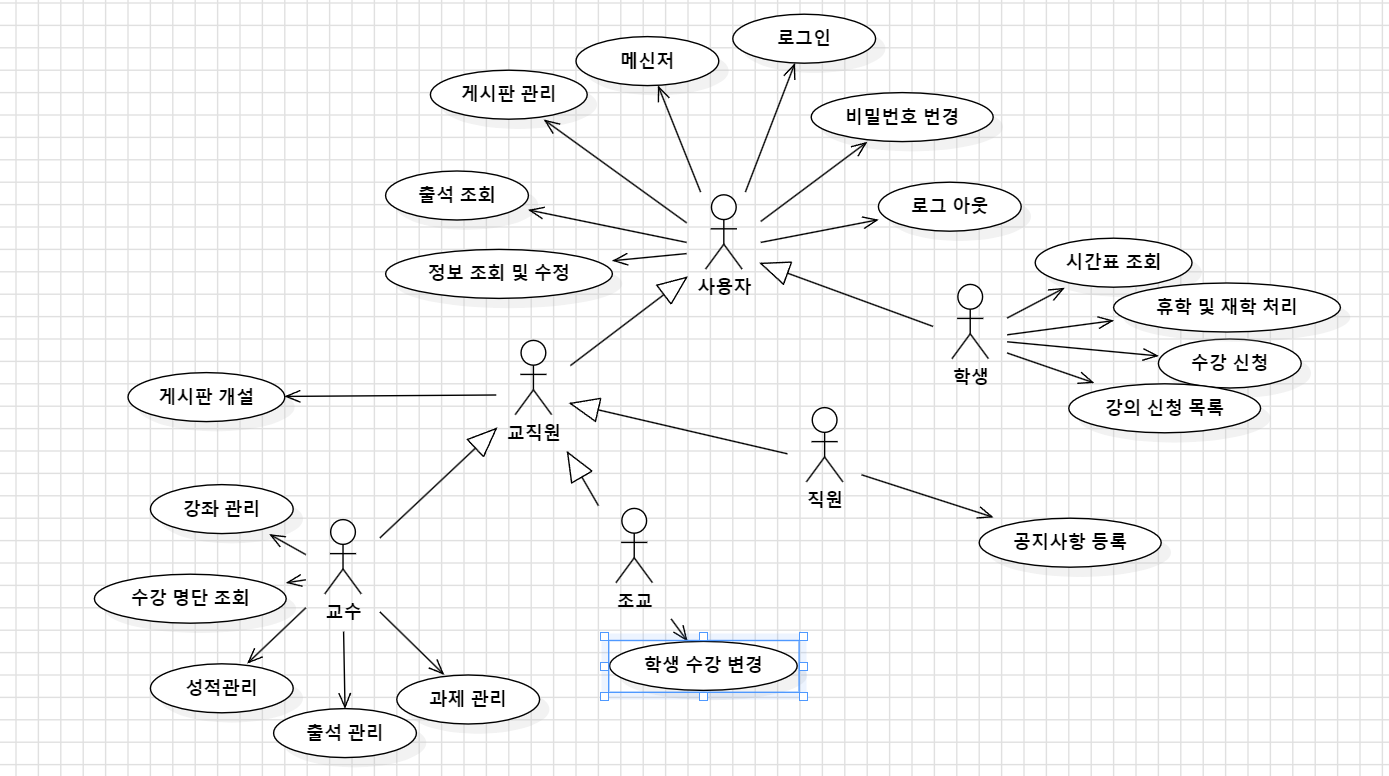 로그인
메신저
게시판 관리
비밀번호 번경
출석 조회
로그 아웃
정보 조회 및 수정
사용자
시간표 조회
휴학 및 재학 처리
수강 신청
학생
강의 신청 목록
게시판 개설
교직원
직원
강좌 관리
공지사항 등록
수강 명단 조회
조교
교수
학생 수강 변경
성적관리
과제 관리
출석 관리